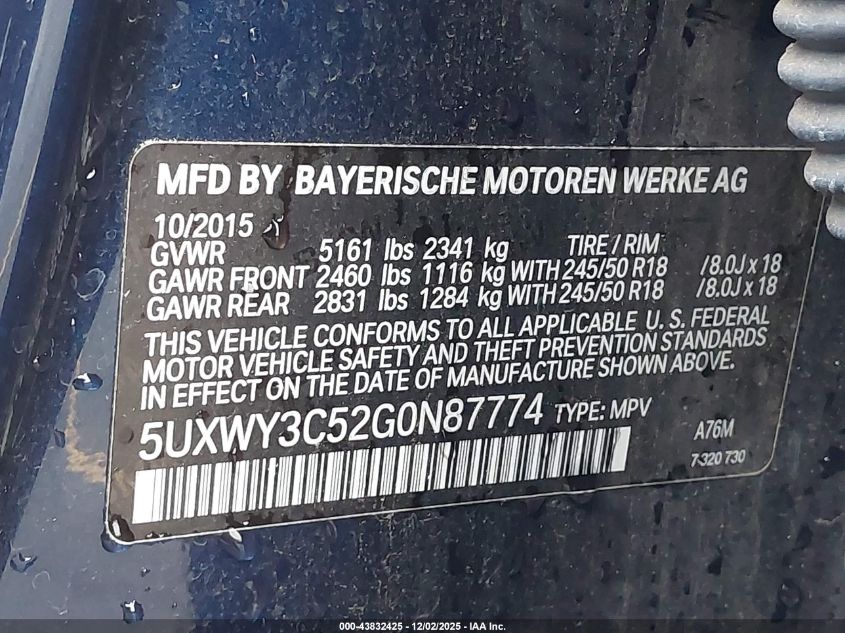 MFD BY BAYERISCHE MOTOREN WERKE AG
10/2015
GVWR 5161 lbs 2341 kg TIRE / RIM
GAWR FRONT 2460 lbs 1116 kg WITH 245/50 R18 /8.0J x 18
GAWR REAR 2831 lbs 1284 kg WITH 245/50 R18 /8.0J x 18
THIS VEHICLE CONFORMS TO ALL APPLICABLE U. S. FEDERAL
MOTOR VEHICLE SAFETY AND THEFT PREVENTION STANDARDS
IN EFFECT ON THE DATE OF MANUFACTURE SHOWN ABOVE.
5UXWY3C52G0N87774 TYPE: MPV
A76M
7-320 730
000-43832425 - 12/02/2025 - IAA Inc.